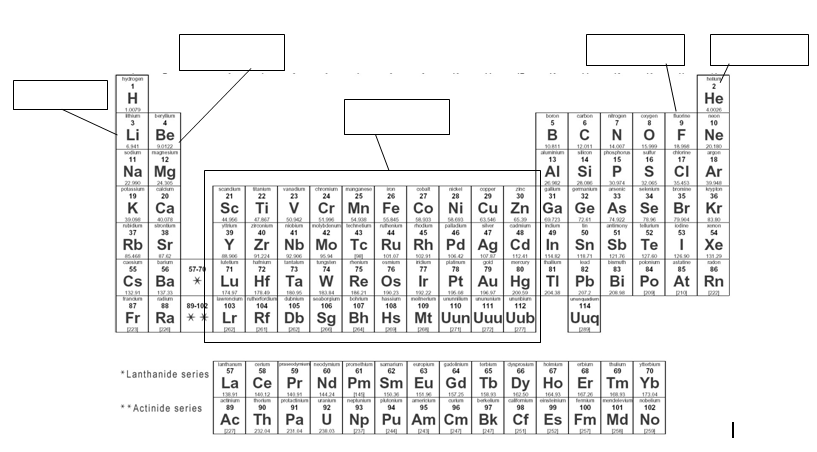 hydrogen
1
H
1.0079
helium
2
He
4.0026
lithium beryllium boron carbon nitrogen oxygen fluorine neon
3 4 5 6 7 8 9 10
Li Be B C N O F Ne
6.941 9.0122 10.811 12.011 14.007 15.999 18.998 20.180
sodium magnesium aluminium silicon phosphorus sulfur chlorine argon
11 12 13 14 15 16 17 18
Na Mg Al Si P S Cl Ar
22.990 24.305 26.982 28.086 30.974 32.065 35.453 39.948
potassium calcium scandium titanium vanadium chromium manganese iron cobalt nickel copper zinc gallium germanium arsenic selenium bromine krypton
19 20 21 22 23 24 25 26 27 28 29 30 31 32 33 34 35 36
K Ca Sc Ti V Cr Mn Fe Co Ni Cu Zn Ga Ge As Se Br Kr
39.098 40.078 44.956 47.867 50.942 51.996 54.938 55.845 58.933 58.693 63.546 65.39 69.723 72.61 74.922 78.96 79.904 83.80
rubidium strontium yttrium zirconium niobium molybdenum technetium ruthenium rhodium palladium silver cadmium indium tin antimony tellurium iodine xenon
37 38 39 40 41 42 43 44 45 46 47 48 49 50 51 52 53 54
Rb Sr Y Zr Nb Mo Tc Ru Rh Pd Ag Cd In Sn Sb Te I Xe
85.468 87.62 88.906 91.224 92.906 95.94 [98] 101.07 102.91 106.42 107.87 112.41 114.82 118.71 121.76 127.60 126.90 131.29
caesium barium lutetium hafnium tantalum tungsten rhenium osmium iridium platinum gold mercury thallium lead bismuth polonium astatine radon
55 56 57-70 71 72 73 74 75 76 77 78 79 80 81 82 83 84 85 86
Cs Ba * Lu Hf Ta W Re Os Ir Pt Au Hg Tl Pb Bi Po At Rn
132.91 137.33 174.97 178.49 180.95 183.84 186.21 190.23 192.22 195.08 196.97 200.59 204.38 207.2 208.98 [209] [210] [222]
francium radium lawrencium rutherfordium dubnium seaborgium bohrium hassium meitnerium ununnilium unununium ununbium ununquadium
87 88 89-102 103 104 105 106 107 108 109 110 111 112 114
Fr Ra * * Lr Rf Db Sg Bh Hs Mt Uun Uuu Uub Uuq
[223] [226] [262] [261] [262] [266] [264] [269] [268] [271] [272] [277] [289]
*Lanthanide series
lanthanum cerium praseodymium neodymium promethium samarium europium gadolinium terbium dysprosium holmium erbium thulium ytterbium
57 58 59 60 61 62 63 64 65 66 67 68 69 70
La Ce Pr Nd Pm Sm Eu Gd Tb Dy Ho Er Tm Yb
138.91 140.12 140.91 144.24 [145] 150.36 151.96 157.25 158.93 162.50 164.93 167.26 168.93 173.04
**Actinide series
actinium thorium protactinium uranium neptunium plutonium americium curium berkelium californium einsteinium fermium mendelevium nobelium
89 90 91 92 93 94 95 96 97 98 99 100 101 102
Ac Th Pa U Np Pu Am Cm Bk Cf Es Fm Md No
[227] 232.04 231.04 238.03 [237] [244] [243] [247] [247] [251] [252] [257] [258] [259]